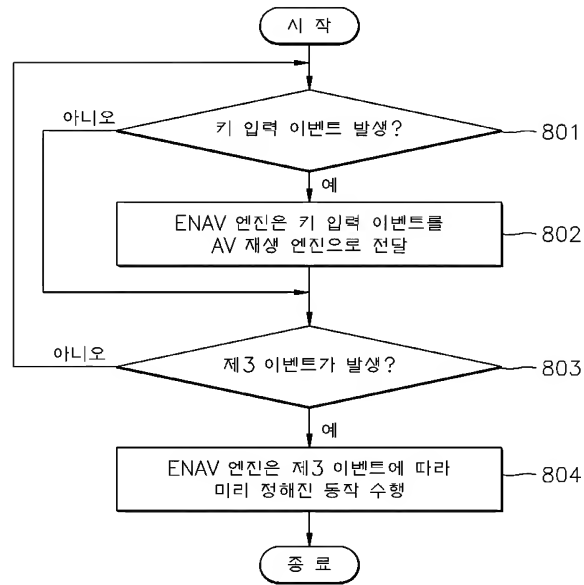 시 작
아니오
키 입력 이벤트 발생?
801
예
ENAV 엔진은 키 입력 이벤트를
AV 재생 엔진으로 전달
802
아니오
제3 이벤트가 발생?
803
예
ENAV 엔진은 제3 이벤트에 따라
미리 정해진 동작 수행
804
종 료